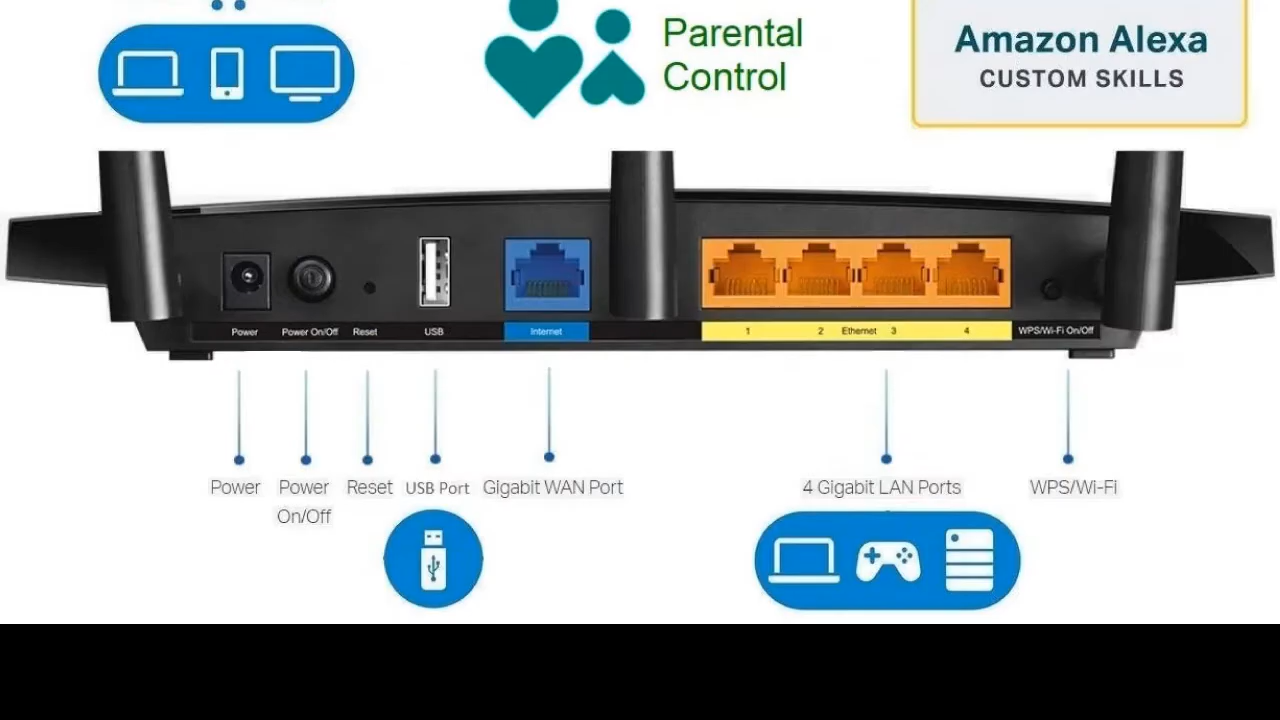 Parental
Control
Amazon Alexa
CUSTOM SKILLS
Power
Power On/Off
Reset
USB
Internet
1
2
Ethernet
3
4
WPS/Wi-Fi On/Off
Power
Power
On/Off
Reset
USB Port
Gigabit WAN Port
4 Gigabit LAN Ports
WPS/Wi-Fi